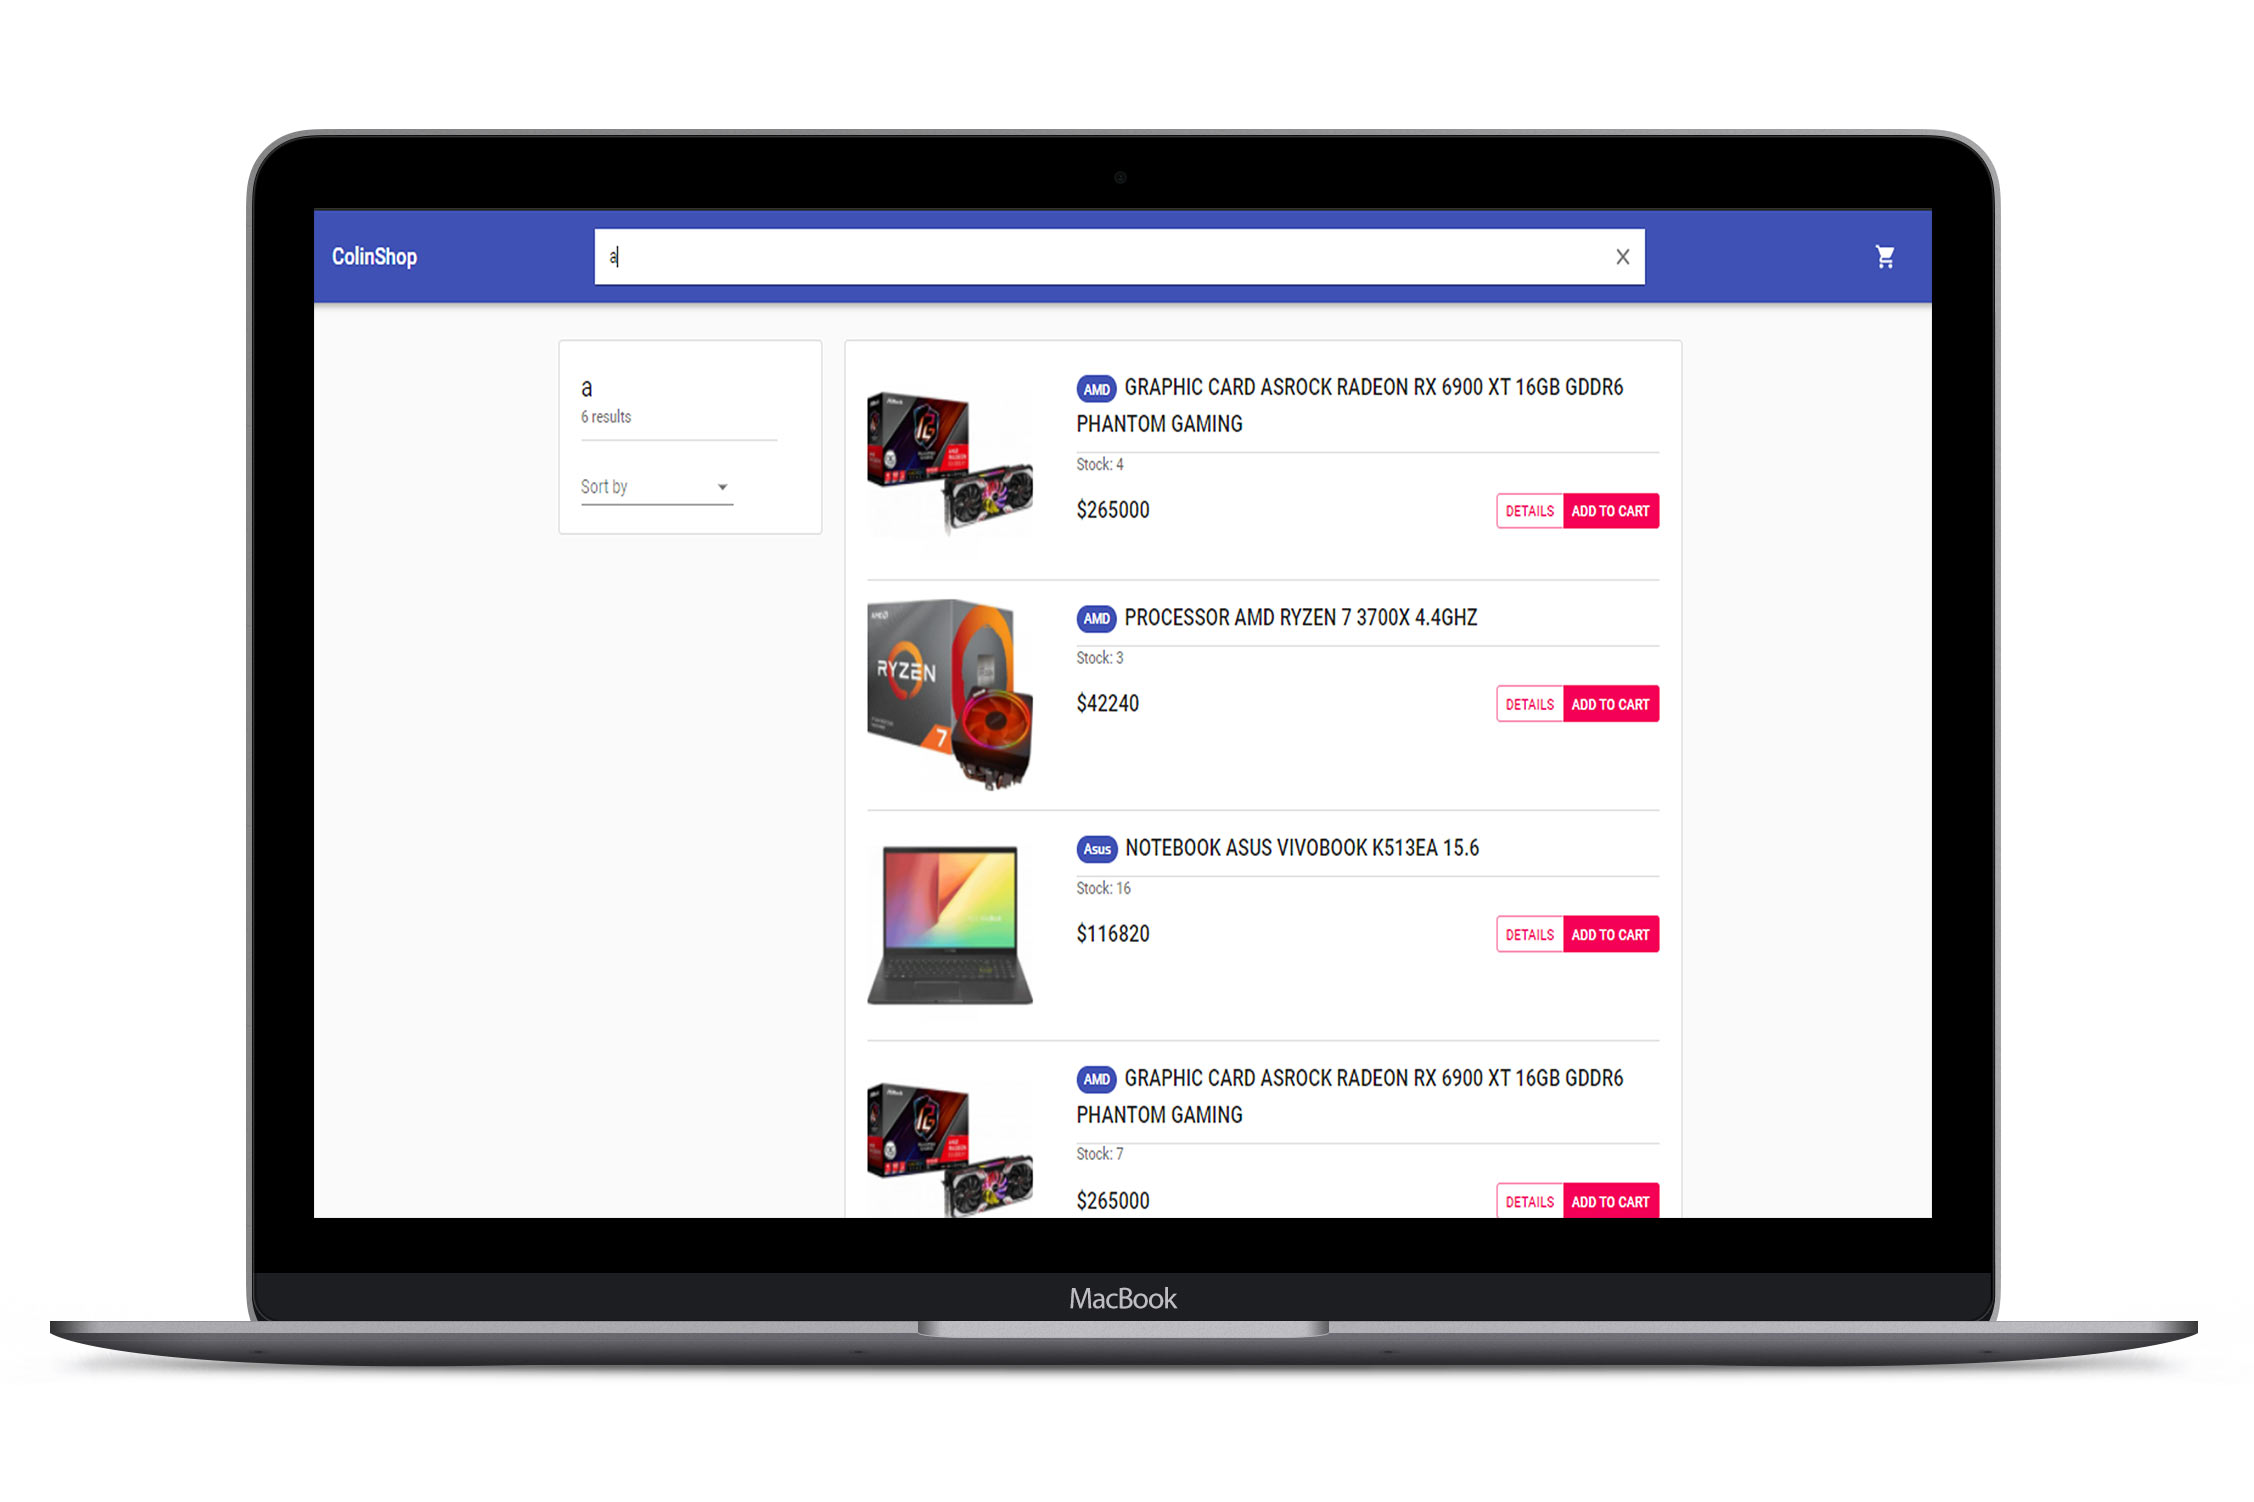 ColinShop
a
a
6 results
Sort by
AMD GRAPHIC CARD ASROCK RADEON RX 6900 XT 16GB GDDR6
PHANTOM GAMING
Stock: 4
$265000
DETAILS ADD TO CART
AMD PROCESSOR AMD RYZEN 7 3700X 4.4GHZ
Stock: 3
$42240
DETAILS ADD TO CART
AMD
RYZEN
7
Asus NOTEBOOK ASUS VIVOBOOK K513EA 15.6
Stock: 16
$116820
DETAILS ADD TO CART
AMD GRAPHIC CARD ASROCK RADEON RX 6900 XT 16GB GDDR6
PHANTOM GAMING
Stock: 7
$265000
DETAILS ADD TO CART
MacBook